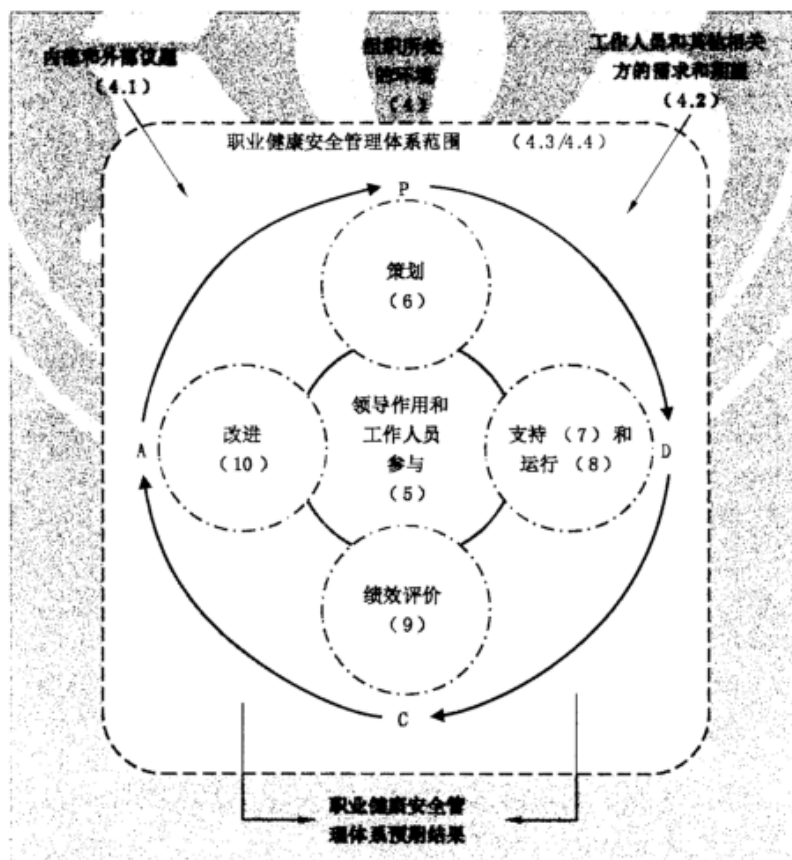 内部和外部议题
（4.1）
组织所处
的环境
（4）
工作人员和其他相关
方的需求和期望
（4.2）
职业健康安全管理体系范围 （4.3/4.4）
P
策划
（6）
A
改进
（10）
领导作用和
工作人员
参与
（5）
支持（7）和
运行（8）
D
绩效评价
（9）
C
职业健康安全管
理体系预期结果